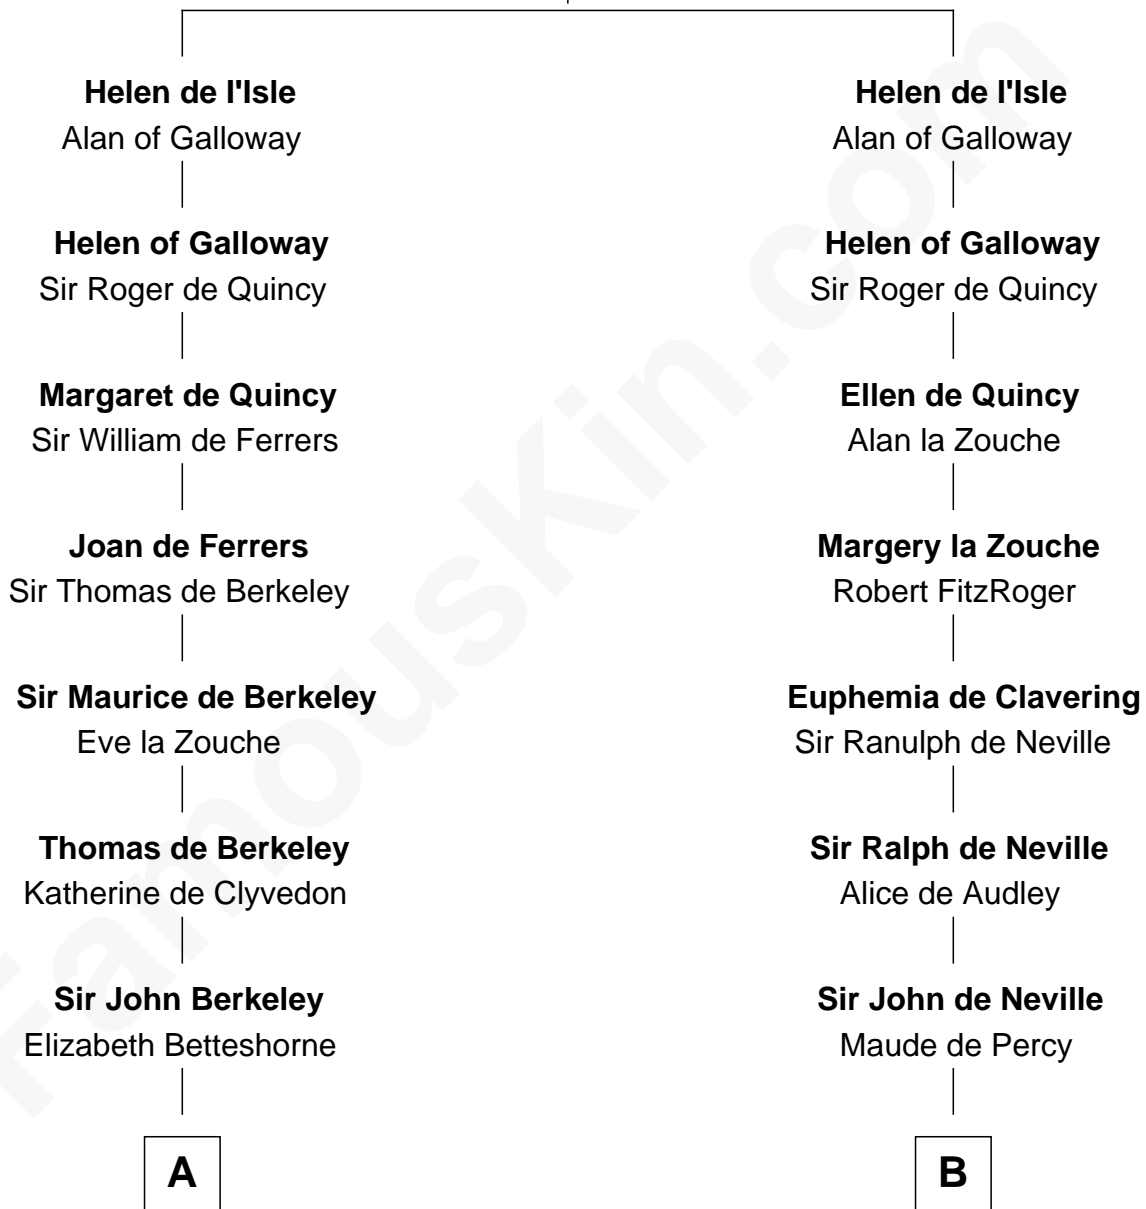 Helen de l'Isle
Alan of Galloway
Helen of Galloway
Sir Roger de Quincy
Margaret de Quincy
Sir William de Ferrers
Joan de Ferrers
Sir Thomas de Berkeley
Sir Maurice de Berkeley
Eve la Zouche
Thomas de Berkeley
Katherine de Clyvedon
Sir John Berkeley
Elizabeth Betteshorne
A
Helen de l'Isle
Alan of Galloway
Helen of Galloway
Sir Roger de Quincy
Ellen de Quincy
Alan la Zouche
Margery la Zouche
Robert FitzRoger
Euphemia de Clavering
Sir Ranulph de Neville
Sir Ralph de Neville
Alice de Audley
Sir John de Neville
Maude de Percy
B
FamousKin.com